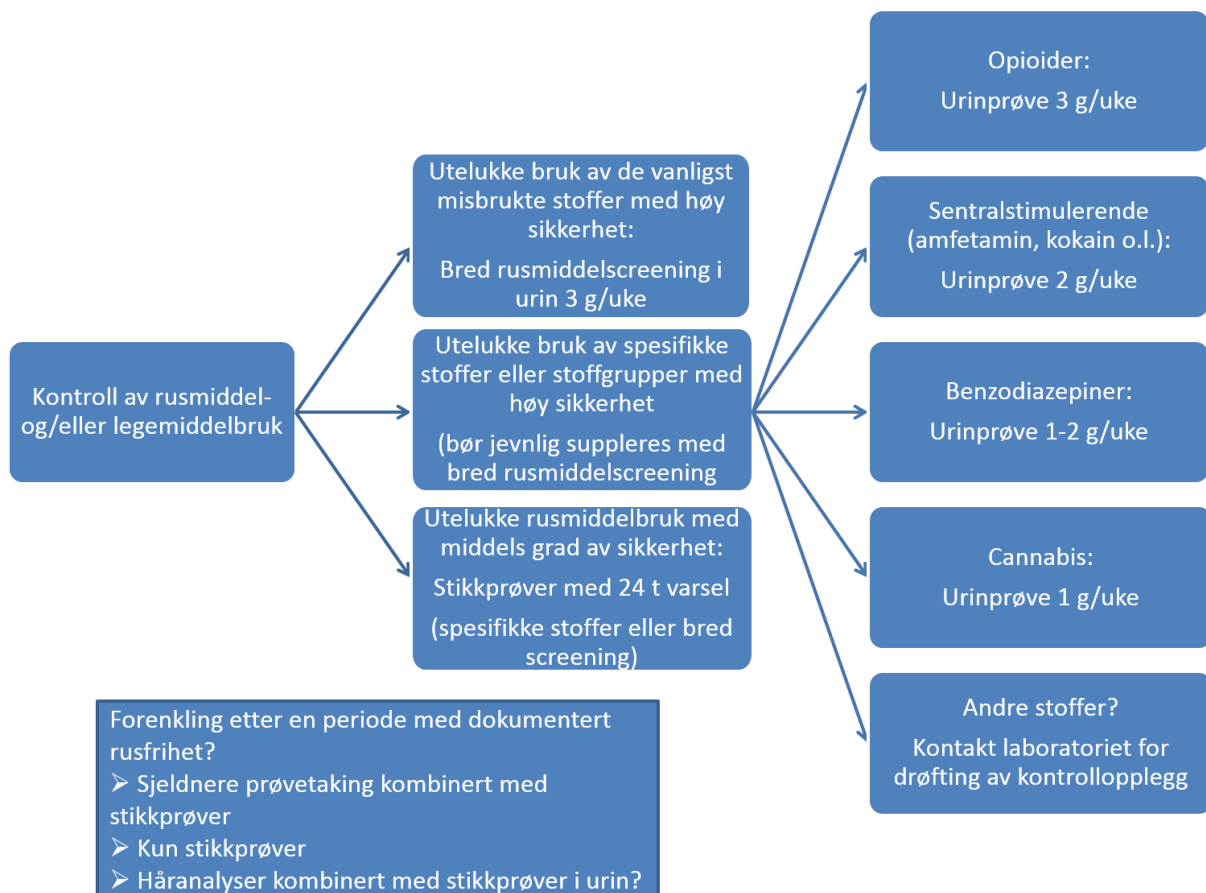 Kontroll av rusmiddel-
og/eller legemiddelbruk
Utelukke bruk av de vanligst
misbrukte stoffer med høy
sikkerhet:
Bred rusmiddelscreening i
urin 3 g/uke
Utelukke bruk av spesifikke
stoffer eller stoffgrupper med
høy sikkerhet
(bør jevnlig suppleres med
bred rusmiddelscreening
Utelukke rusmiddelbruk med
middels grad av sikkerhet:
Stikkprøver med 24 t varsel
(spesifikke stoffer eller bred
screening)
Opioider:
Urinprøve 3 g/uke
Sentralstimulerende
(amfetamin, kokain o.l.):
Urinprøve 2 g/uke
Benzodiazepiner:
Urinprøve 1-2 g/uke
Cannabis:
Urinprøve 1 g/uke
Andre stoffer?
Kontakt laboratoriet for
drøfting av kontrollopplegg
Forenkling etter en periode med dokumentert
rusfrihet?
➢ Sjeldnere prøvetaking kombinert med
stikkprøver
➢ Kun stikkprøver
➢ Håranalyser kombinert med stikkprøver i urin?